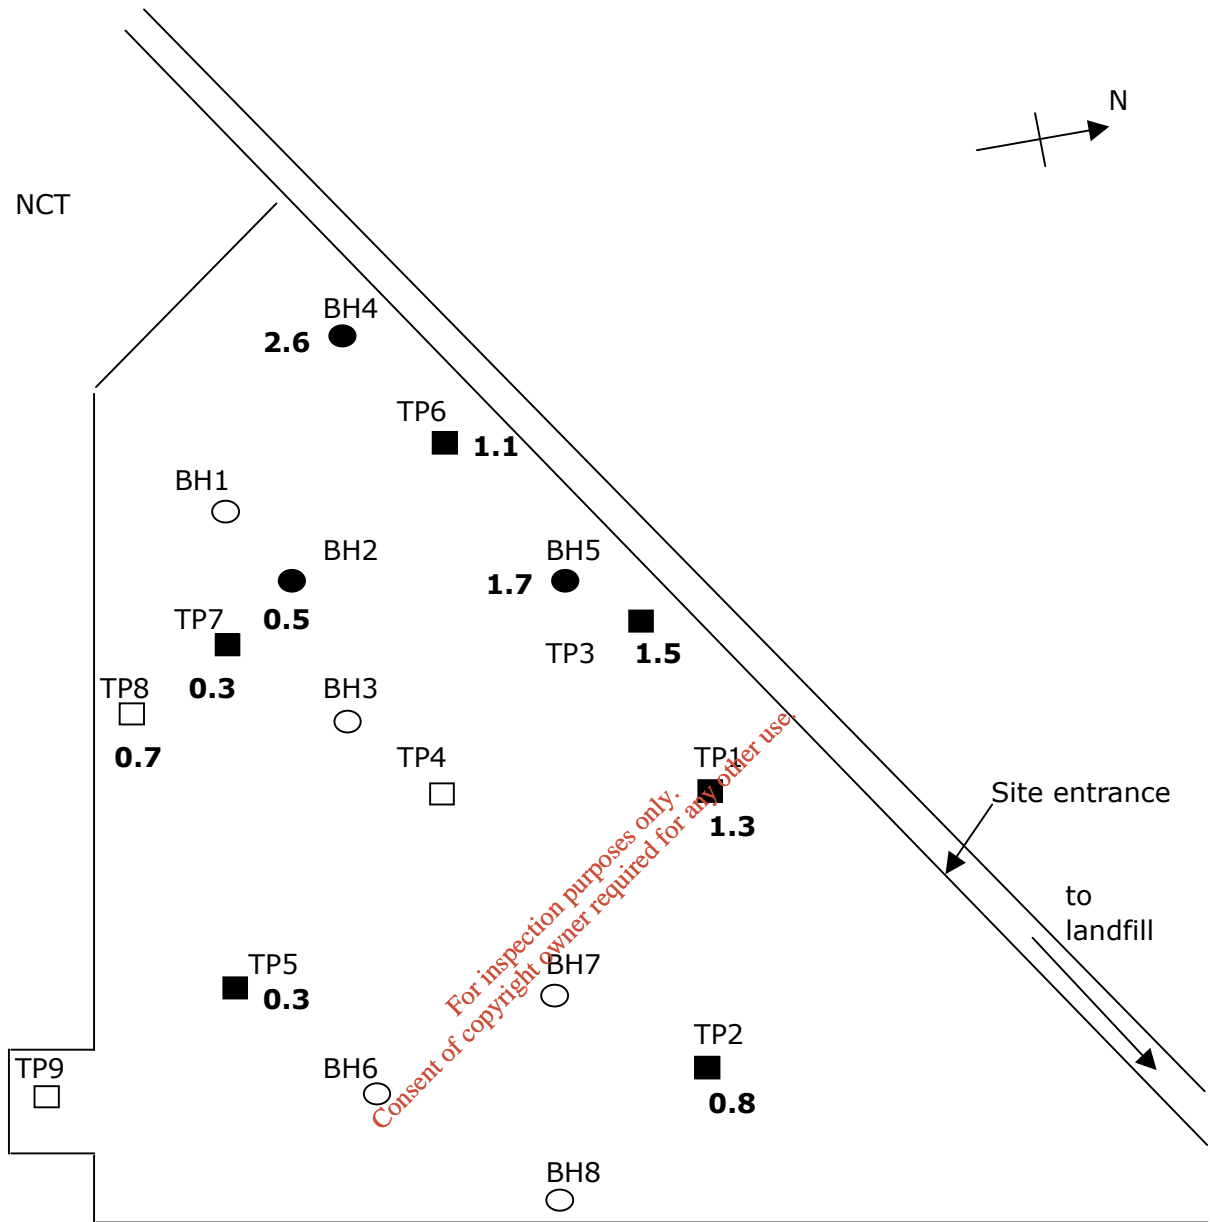 N
NCT
BH4
2.6
TP6
1.1
BH1
BH2
BH5
1.7
TP7
0.5
TP3
1.5
TP8
0.3
BH3
0.7
TP4
TP1
1.3
Site entrance
to
landfill
For inspection purposes only.
Consent of copyright owner required for any other use.
TP5
0.3
BH7
TP2
TP9
BH6
0.8
BH8